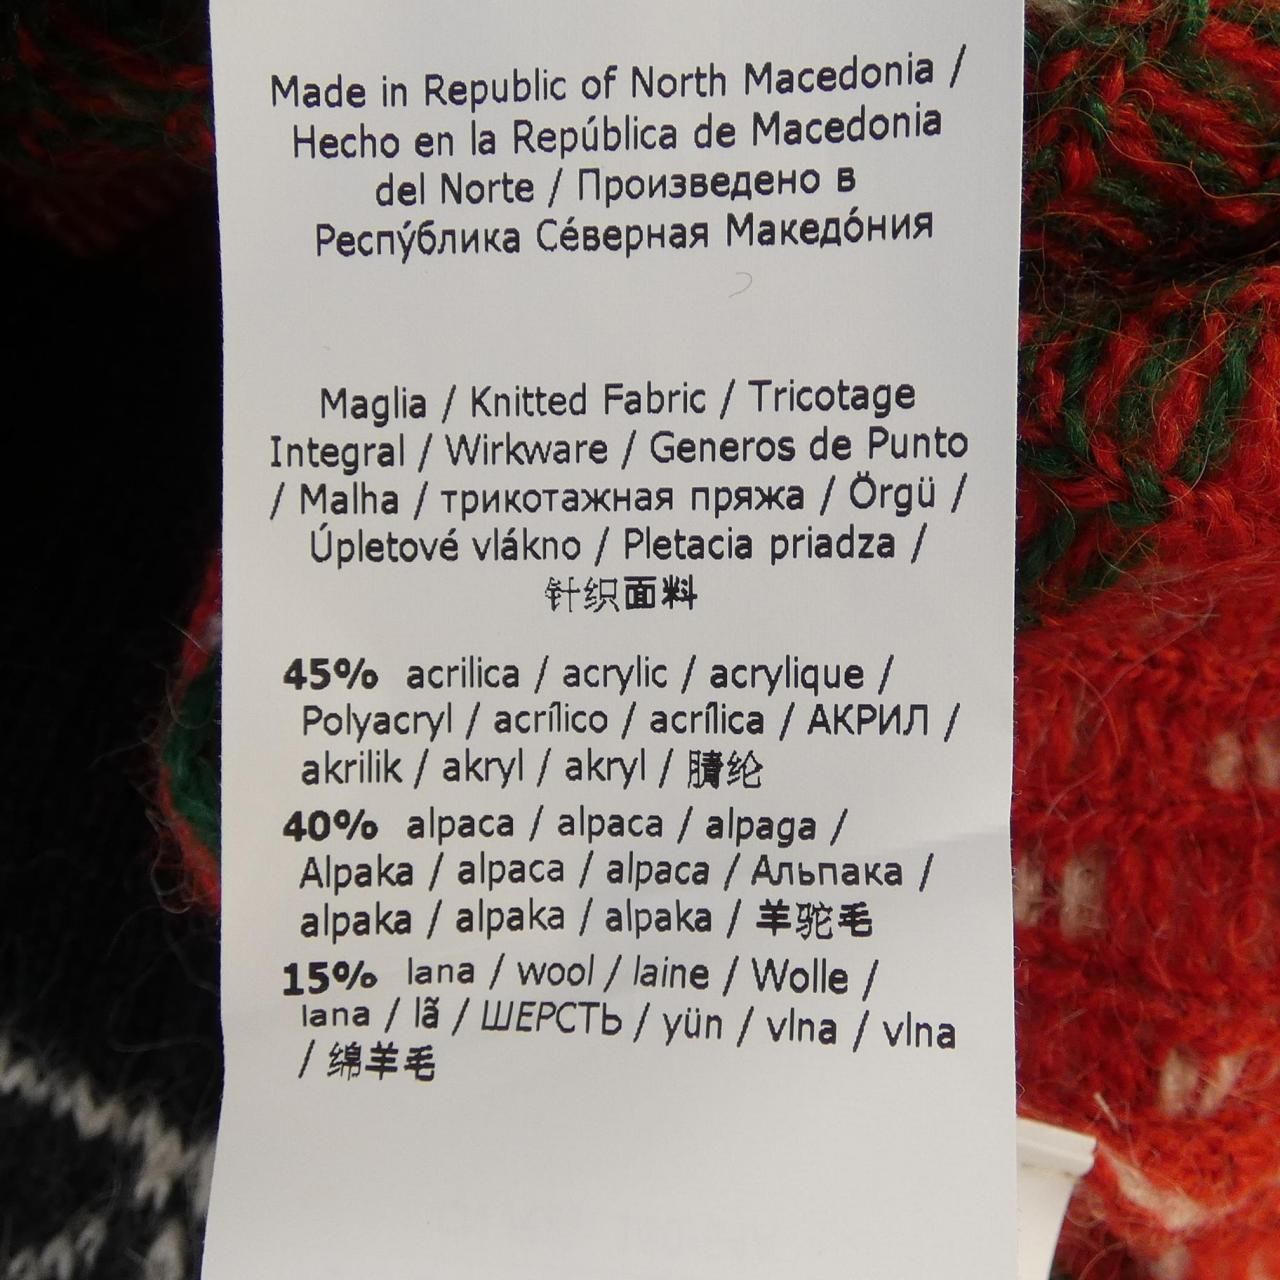 Made in Republic of North Macedonia /
Hecho en la República de Macedonia
del Norte / Произведено в
Респу́блика Се́верная Македо́ния
Maglia / Knitted Fabric / Tricotage
Integral / Wirkware / Generos de Punto
/ Malha / трикотажная пряжа / Örgü /
Úpletové vlákno / Pletacia priadza /
针织面料
45% acrilica / acrylic / acrylique /
Polyacryl / acrílico / acrílica / АКРИЛ /
akrilik / akryl / akryl / 腈纶
40% alpaca / alpaca / alpaga /
Alpaka / alpaca / alpaca / Альпака /
alpaka / alpaka / alpaka / 羊驼毛
15% lana / wool / laine / Wolle /
lana / lã / ШЕРСТЬ / yün / vlna / vlna
/ 绵羊毛